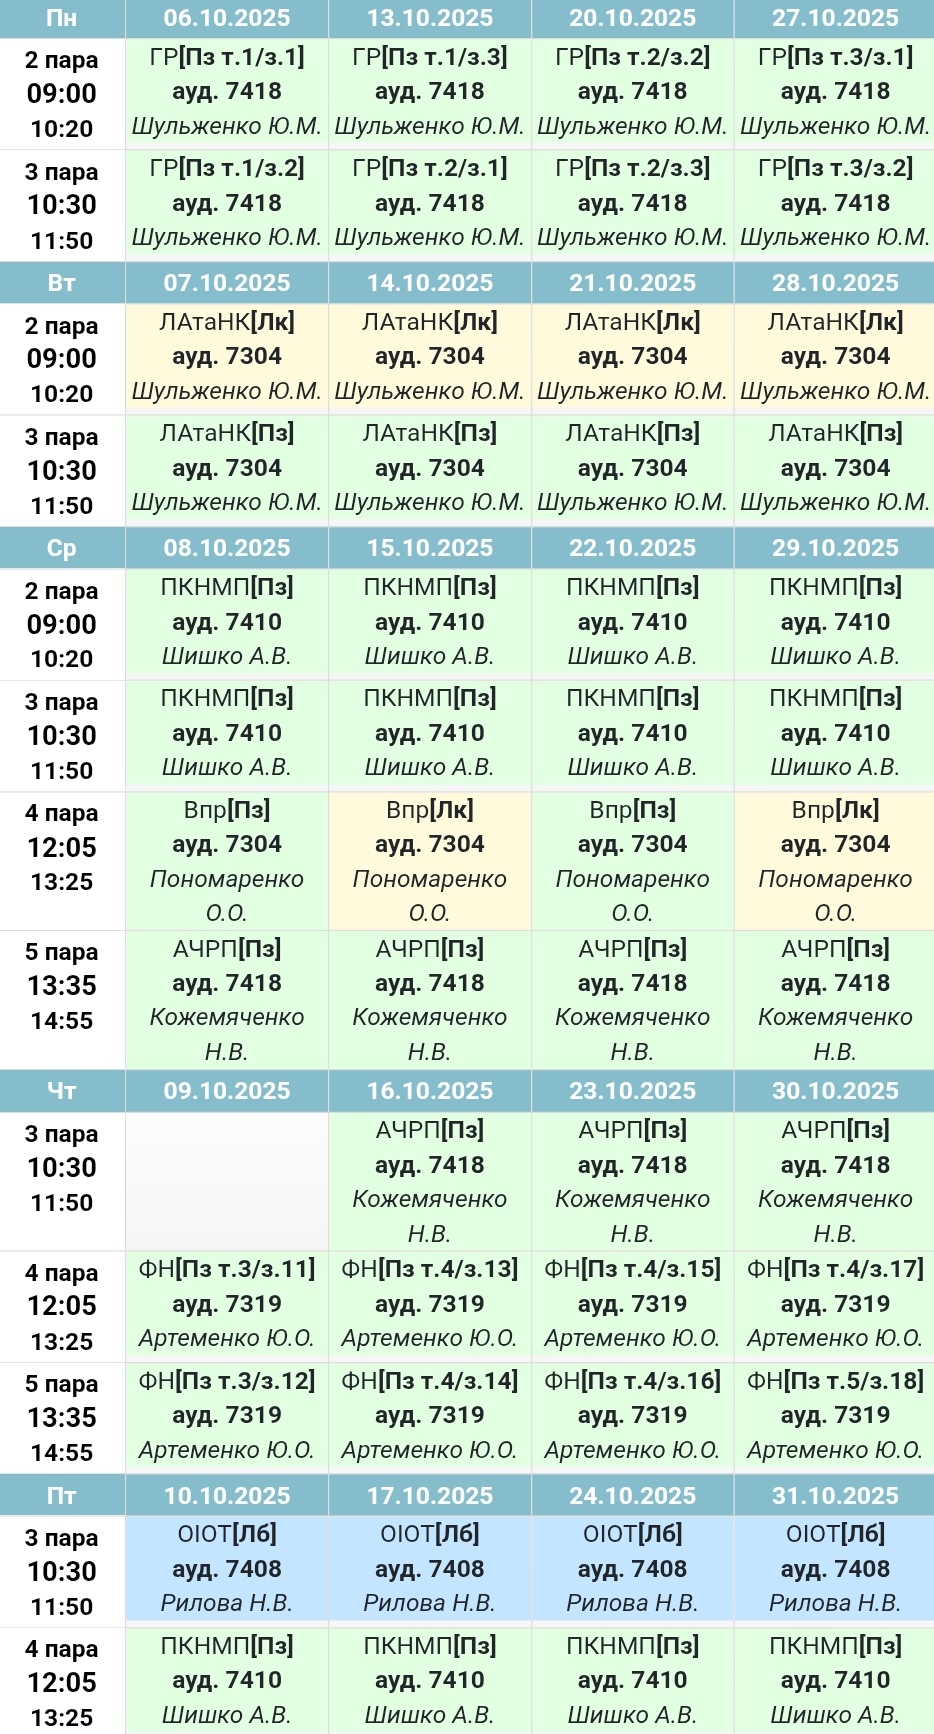 Пн 06.10.2025 13.10.2025 20.10.2025 27.10.2025
2 пара ГР[Пз т.1/з.1] ГР[Пз т.1/з.3] ГР[Пз т.2/з.2] ГР[Пз т.3/з.1]
09:00 ауд. 7418 ауд. 7418 ауд. 7418 ауд. 7418
10:20 Шульженко Ю.М. Шульженко Ю.М. Шульженко Ю.М. Шульженко Ю.М.
3 пара ГР[Пз т.1/з.2] ГР[Пз т.2/з.1] ГР[Пз т.2/з.3] ГР[Пз т.3/з.2]
10:30 ауд. 7418 ауд. 7418 ауд. 7418 ауд. 7418
11:50 Шульженко Ю.М. Шульженко Ю.М. Шульженко Ю.М. Шульженко Ю.М.
Вт 07.10.2025 14.10.2025 21.10.2025 28.10.2025
2 пара ЛАтаНК[Лк] ЛАтаНК[Лк] ЛАтаНК[Лк] ЛАтаНК[Лк]
09:00 ауд. 7304 ауд. 7304 ауд. 7304 ауд. 7304
10:20 Шульженко Ю.М. Шульженко Ю.М. Шульженко Ю.М. Шульженко Ю.М.
3 пара ЛАтаНК[Пз] ЛАтаНК[Пз] ЛАтаНК[Пз] ЛАтаНК[Пз]
10:30 ауд. 7304 ауд. 7304 ауд. 7304 ауд. 7304
11:50 Шульженко Ю.М. Шульженко Ю.М. Шульженко Ю.М. Шульженко Ю.М.
Ср 08.10.2025 15.10.2025 22.10.2025 29.10.2025
2 пара ПКНМП[Пз] ПКНМП[Пз] ПКНМП[Пз] ПКНМП[Пз]
09:00 ауд. 7410 ауд. 7410 ауд. 7410 ауд. 7410
10:20 Шишко А.В. Шишко А.В. Шишко А.В. Шишко А.В.
3 пара ПКНМП[Пз] ПКНМП[Пз] ПКНМП[Пз] ПКНМП[Пз]
10:30 ауд. 7410 ауд. 7410 ауд. 7410 ауд. 7410
11:50 Шишко А.В. Шишко А.В. Шишко А.В. Шишко А.В.
4 пара Впр[Пз] Впр[Лк] Впр[Пз] Впр[Лк]
12:05 ауд. 7304 ауд. 7304 ауд. 7304 ауд. 7304
13:25 Пономаренко Пономаренко Пономаренко Пономаренко
О.О. О.О. О.О. О.О.
5 пара АЧРП[Пз] АЧРП[Пз] АЧРП[Пз] АЧРП[Пз]
13:35 ауд. 7418 ауд. 7418 ауд. 7418 ауд. 7418
14:55 Кожемяченко Кожемяченко Кожемяченко Кожемяченко
Н.В. Н.В. Н.В. Н.В.
Чт 09.10.2025 16.10.2025 23.10.2025 30.10.2025
3 пара АЧРП[Пз] АЧРП[Пз] АЧРП[Пз]
10:30 ауд. 7418 ауд. 7418 ауд. 7418
11:50 Кожемяченко Кожемяченко Кожемяченко
Н.В. Н.В. Н.В.
4 пара ФН[Пз т.3/з.11] ФН[Пз т.4/з.13] ФН[Пз т.4/з.15] ФН[Пз т.4/з.17]
12:05 ауд. 7319 ауд. 7319 ауд. 7319 ауд. 7319
13:25 Артеменко Ю.О. Артеменко Ю.О. Артеменко Ю.О. Артеменко Ю.О.
5 пара ФН[Пз т.3/з.12] ФН[Пз т.4/з.14] ФН[Пз т.4/з.16] ФН[Пз т.5/з.18]
13:35 ауд. 7319 ауд. 7319 ауд. 7319 ауд. 7319
14:55 Артеменко Ю.О. Артеменко Ю.О. Артеменко Ю.О. Артеменко Ю.О.
Пт 10.10.2025 17.10.2025 24.10.2025 31.10.2025
3 пара ОІОТ[Лб] ОІОТ[Лб] ОІОТ[Лб] ОІОТ[Лб]
10:30 ауд. 7408 ауд. 7408 ауд. 7408 ауд. 7408
11:50 Рилова Н.В. Рилова Н.В. Рилова Н.В. Рилова Н.В.
4 пара ПКНМП[Пз] ПКНМП[Пз] ПКНМП[Пз] ПКНМП[Пз]
12:05 ауд. 7410 ауд. 7410 ауд. 7410 ауд. 7410
13:25 Шишко А.В. Шишко А.В. Шишко А.В. Шишко А.В.